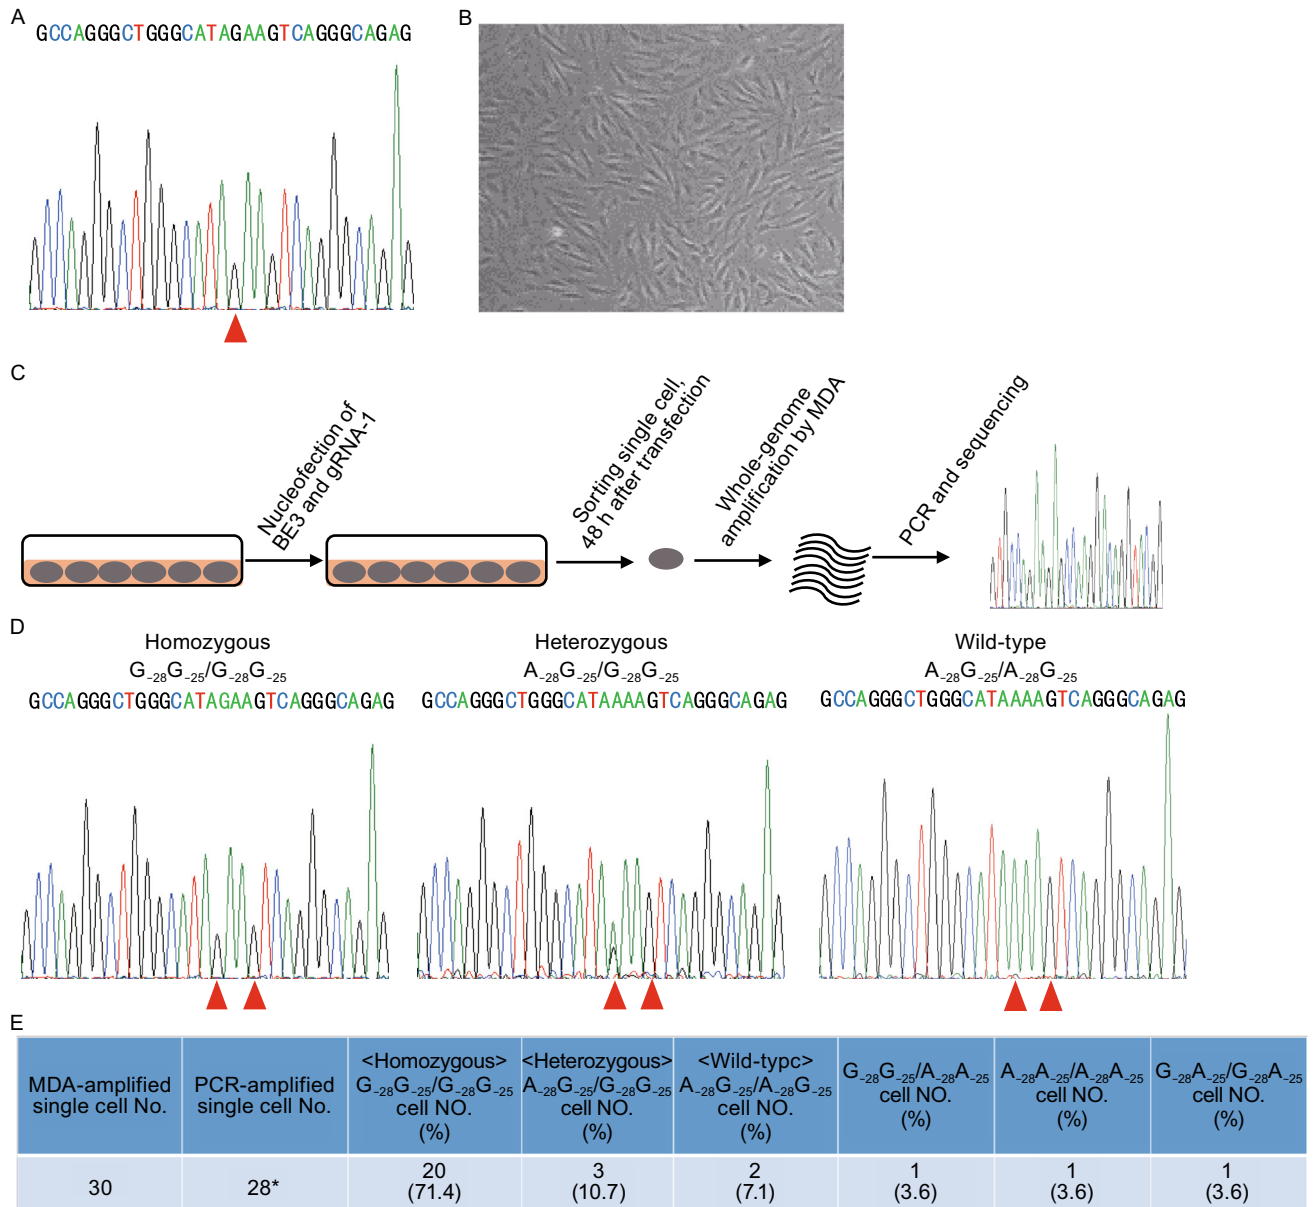 A
GCCAGGGCTGGGCATAGAAGTCAGGGCAGAG
B
C
Nucleofection of
BE3 and gRNA-1
Sorting single cell,
48 h after transfection
Whole-genome
amplification by MDA
PCR and sequencing
D
Homozygous
G₋₂₈G₋₂₅/G₋₂₈G₋₂₅
GCCAGGGCTGGGCATAGAAGTCAGGGCAGAG
Heterozygous
A₋₂₈G₋₂₅/G₋₂₈G₋₂₅
GCCAGGGCTGGGCATAAAAGTCAGGGCAGAG
Wild-type
A₋₂₈G₋₂₅/A₋₂₈G₋₂₅
GCCAGGGCTGGGCATAAAAGTCAGGGCAGAG
E
MDA-amplified
single cell No.
PCR-amplified
single cell No.
<Homozygous>
G₋₂₈G₋₂₅/G₋₂₈G₋₂₅
cell NO.
(%)
<Heterozygous>
A₋₂₈G₋₂₅/G₋₂₈G₋₂₅
cell NO.
(%)
<Wild-typc>
A₋₂₈G₋₂₅/A₋₂₈G₋₂₅
cell NO.
(%)
G₋₂₈G₋₂₅/A₋₂₈A₋₂₅
cell NO.
(%)
A₋₂₈A₋₂₅/A₋₂₈A₋₂₅
cell NO.
(%)
G₋₂₈A₋₂₅/G₋₂₈A₋₂₅
cell NO.
(%)
30
28*
20
(71.4)
3
(10.7)
2
(7.1)
1
(3.6)
1
(3.6)
1
(3.6)